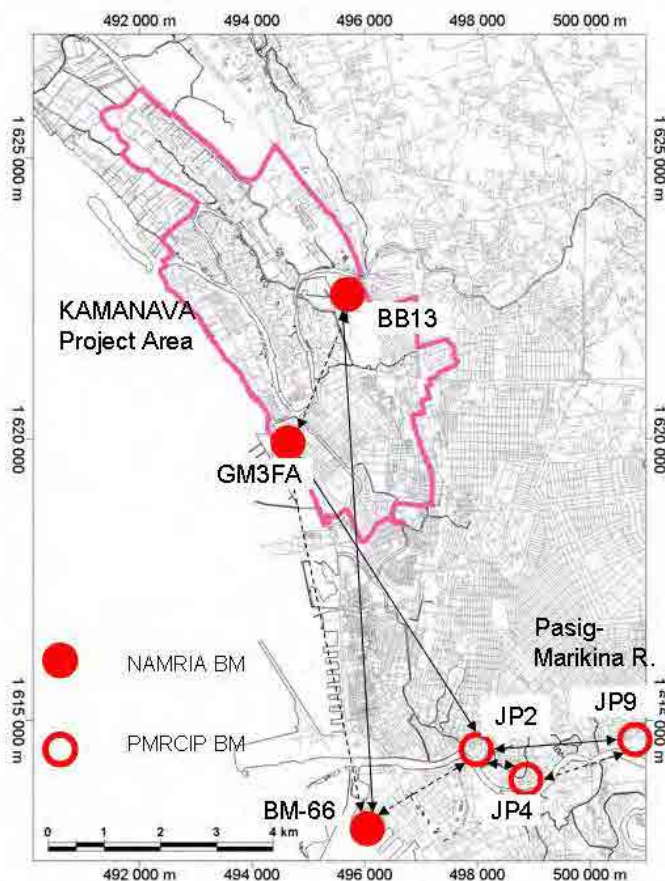 492 000 m 494 000 m 496 000 m 498 000 m 500 000 m
1 625 000 m
1 625 000 m
KAMANAVA
Project Area
BB13
1 620 000
1 620 000 m
GM3FA
Pasig-
Marikina R.
NAMRIA BM
JP9
JP2
1 615 000
1 615 000 m
PMRCIP BM
JP4
BM-66
0 1 2 3 4 km
492 000 m 494 000 m 496 000 m 498 000 m 500 000 m